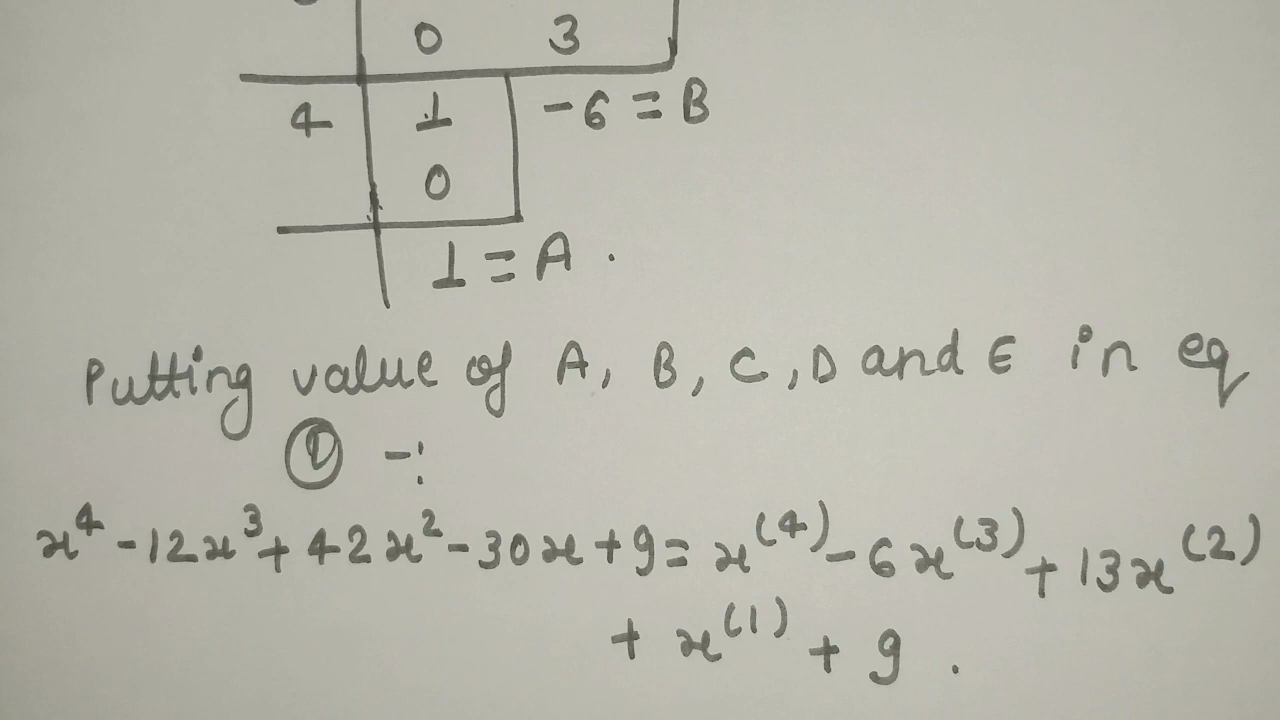 0 3
4 1 -6 = B
0
1 = A .
Putting value of A, B, C, D and E in eq
① -:
x⁴ - 12x³ + 42x² - 30x + 9 = x⁽⁴⁾ - 6x⁽³⁾ + 13x⁽²⁾
+ x⁽¹⁾ + 9 .